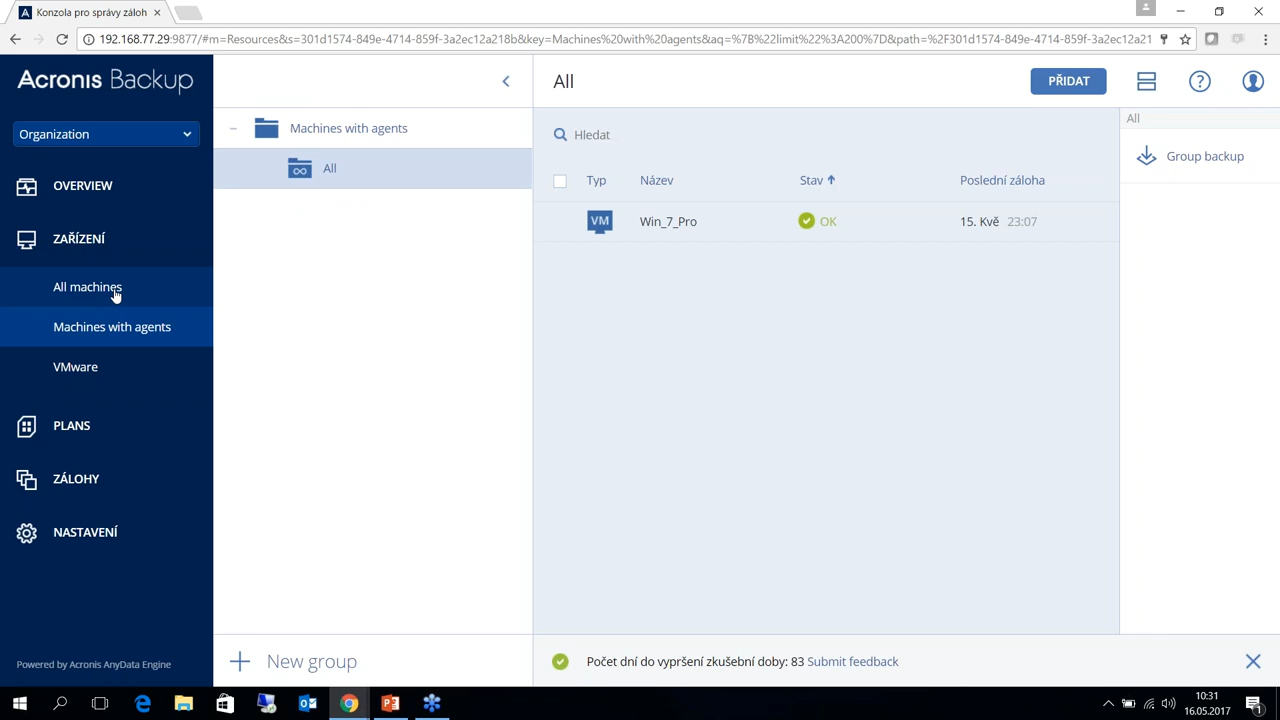 Konzola pro správy záloh
192.168.77.29:9877/#m=Resources&s=301d1574-849e-4714-859f-3a2ec12a218b&key=Machines%20with%20agents&aq=%7B%22limit%22%3A200%7D&path=%2F301d1574-849e-4714-859f-3a2ec12a21
Acronis Backup
Organization
OVERVIEW
ZAŘÍZENÍ
All machines
Machines with agents
VMware
PLANS
ZÁLOHY
NASTAVENÍ
Powered by Acronis AnyData Engine
Machines with agents
All
New group
All
PŘIDAT
Hledat
Typ Název Stav Poslední záloha
VM Win_7_Pro OK 15. Kvě 23:07
All
Group backup
Počet dní do vypršení zkušební doby: 83 Submit feedback
10:31
16.05.2017
1